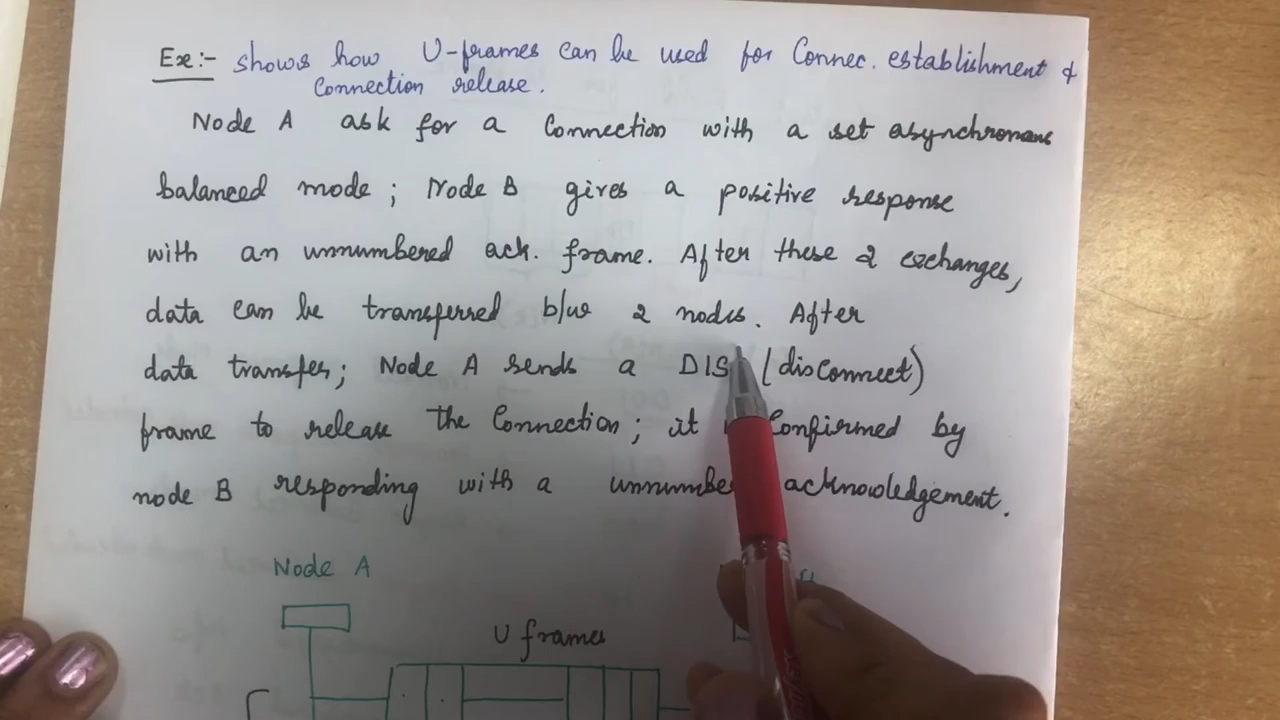 Ex:- shows how U-frames can be used for Connec. establishment &
Connection release.
Node A ask for a Connection with a set asynchronous
balanced mode; Node B gives a positive response
with an unnumbered ack. frame. After these 2 exchanges,
data can be transferred b/w 2 nodes. After
data transfer; Node A sends a DIS (disconnect)
frame to release the Connection; it Confirmed by
node B responding with a unnumbe acknowledgement.
Node A
U frames